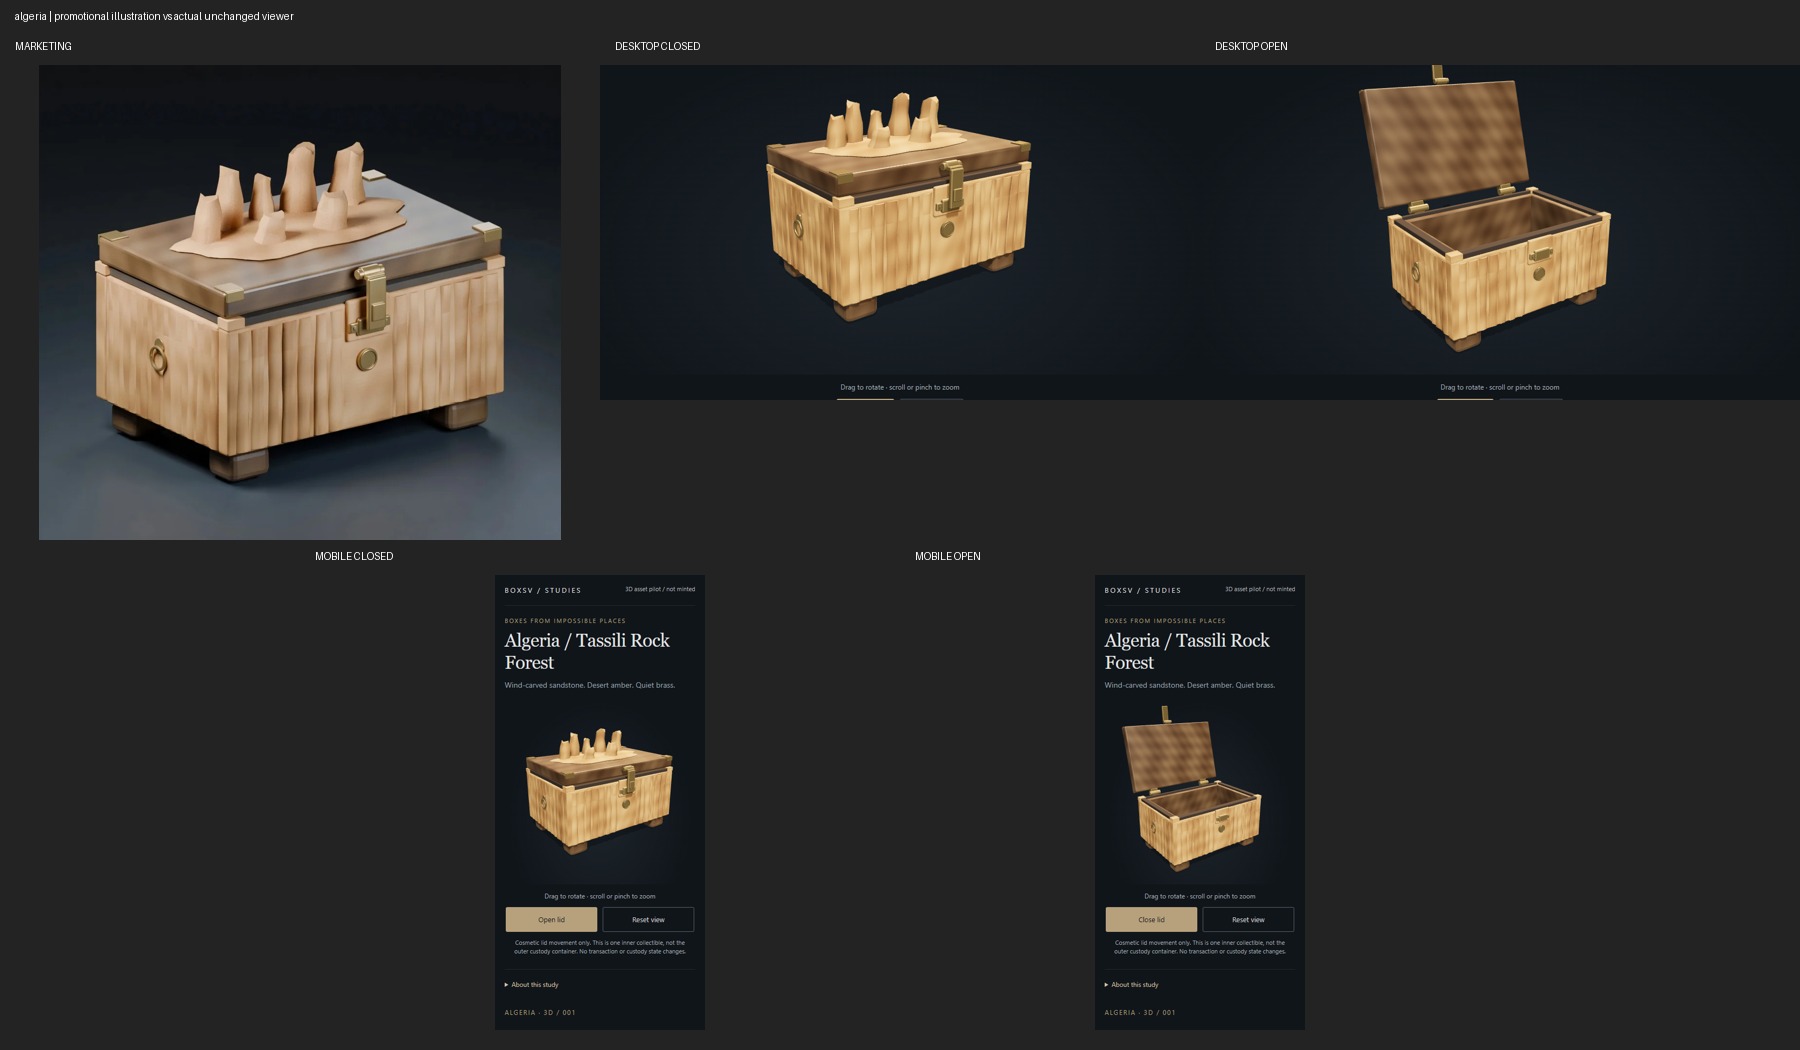 algeria | promotional illustration vs actual unchanged viewer
MARKETING
DESKTOP CLOSED
DESKTOP OPEN
Drag to rotate · scroll or pinch to zoom
Drag to rotate · scroll or pinch to zoom
MOBILE CLOSED
MOBILE OPEN
BOXSV / STUDIES
3D asset pilot / not minted
BOXES FROM IMPOSSIBLE PLACES
Algeria / Tassili Rock
Forest
Wind-carved sandstone. Desert amber. Quiet brass.
Drag to rotate · scroll or pinch to zoom
Open lid
Reset view
Cosmetic lid movement only. This is one inner collectible, not the
outer custody container. No transaction or custody state changes.
▶ About this study
ALGERIA · 3D / 001
BOXSV / STUDIES
3D asset pilot / not minted
BOXES FROM IMPOSSIBLE PLACES
Algeria / Tassili Rock
Forest
Wind-carved sandstone. Desert amber. Quiet brass.
Drag to rotate · scroll or pinch to zoom
Close lid
Reset view
Cosmetic lid movement only. This is one inner collectible, not the
outer custody container. No transaction or custody state changes.
▶ About this study
ALGERIA · 3D / 001